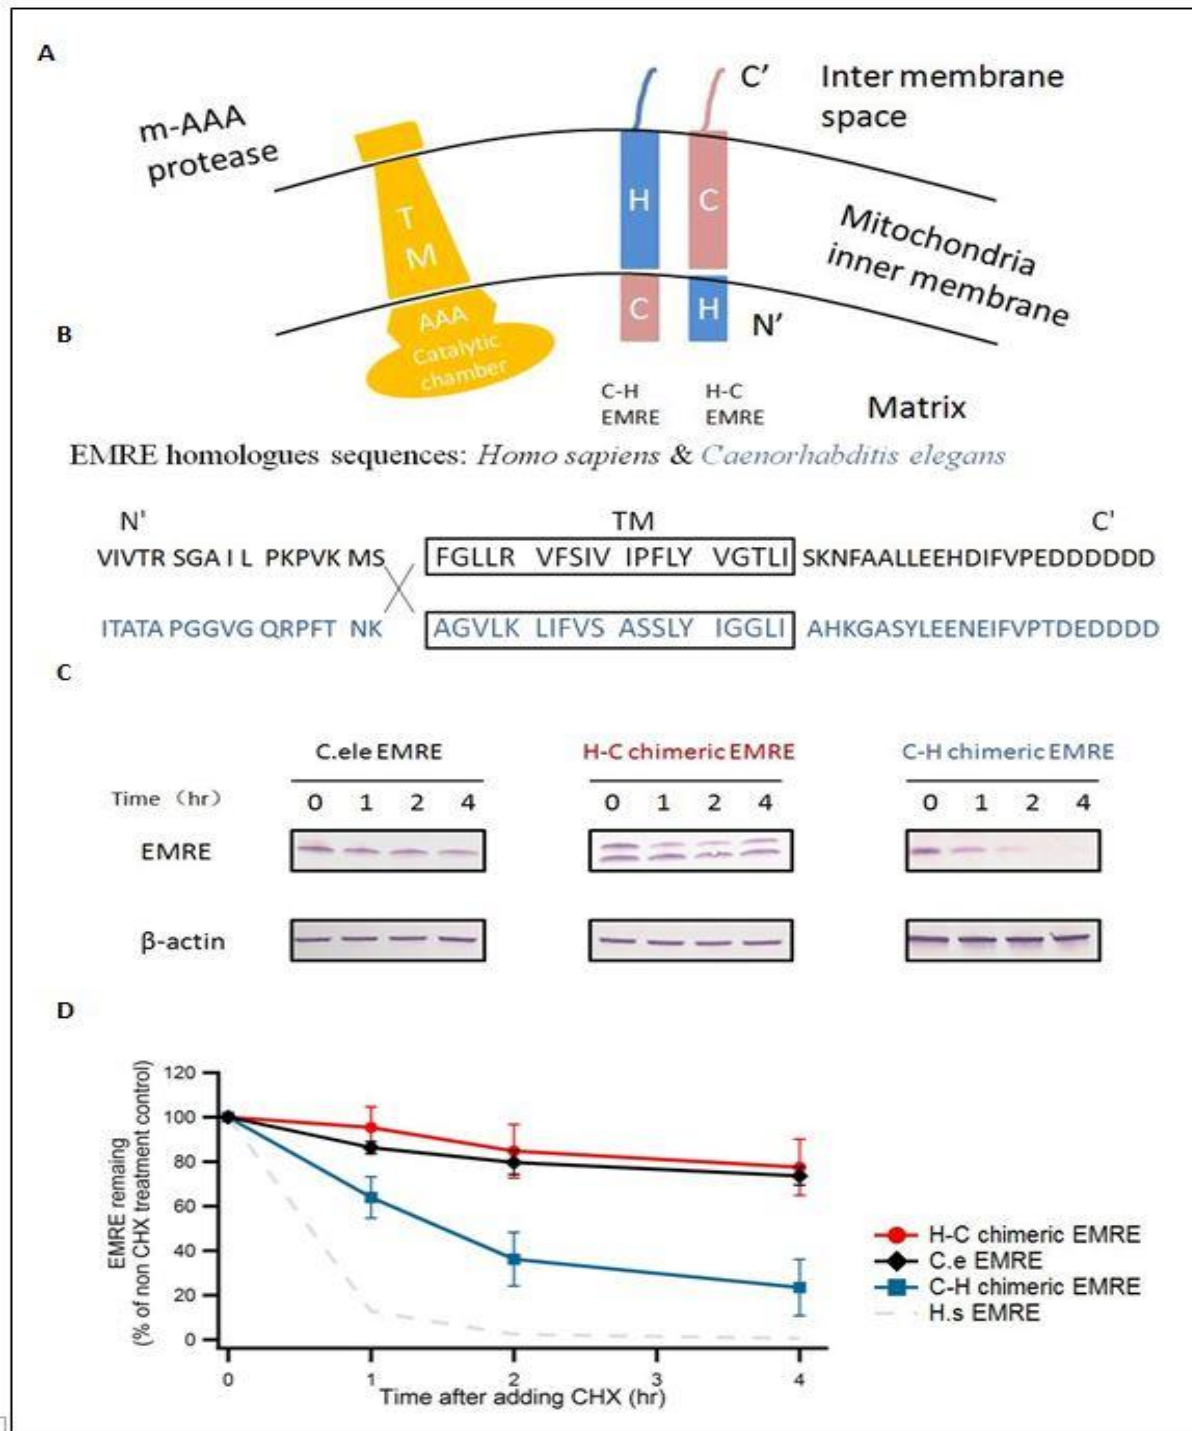 A
m-AAA
protease
T
M
AAA
Catalytic
chamber
H
C
C
H
C'
N'
Inter membrane
space
Mitochondria
inner membrane
Matrix
C-H
EMRE
H-C
EMRE
B
EMRE homologues sequences: Homo sapiens & Caenorhabditis elegans
N' TM C'
VIVTR SGA I L PKPVK MS FGLLR VFSIV IPFLY VGTLI SKNFAALLEEHDIFVPEDDDDDD
ITATA PGGVG QRPFT NK AGVLK LIFVS ASSLY IGGLI AHKGASYLEENEIFVPTDEDDDD
C
C.ele EMRE H-C chimeric EMRE C-H chimeric EMRE
Time (hr) 0 1 2 4 0 1 2 4 0 1 2 4
EMRE
β-actin
D
EMRE remaing
(% of non CHX treatment control)
120
100
80
60
40
20
0
0 1 2 3 4
Time after adding CHX (hr)
H-C chimeric EMRE
C.e EMRE
C-H chimeric EMRE
H.s EMRE